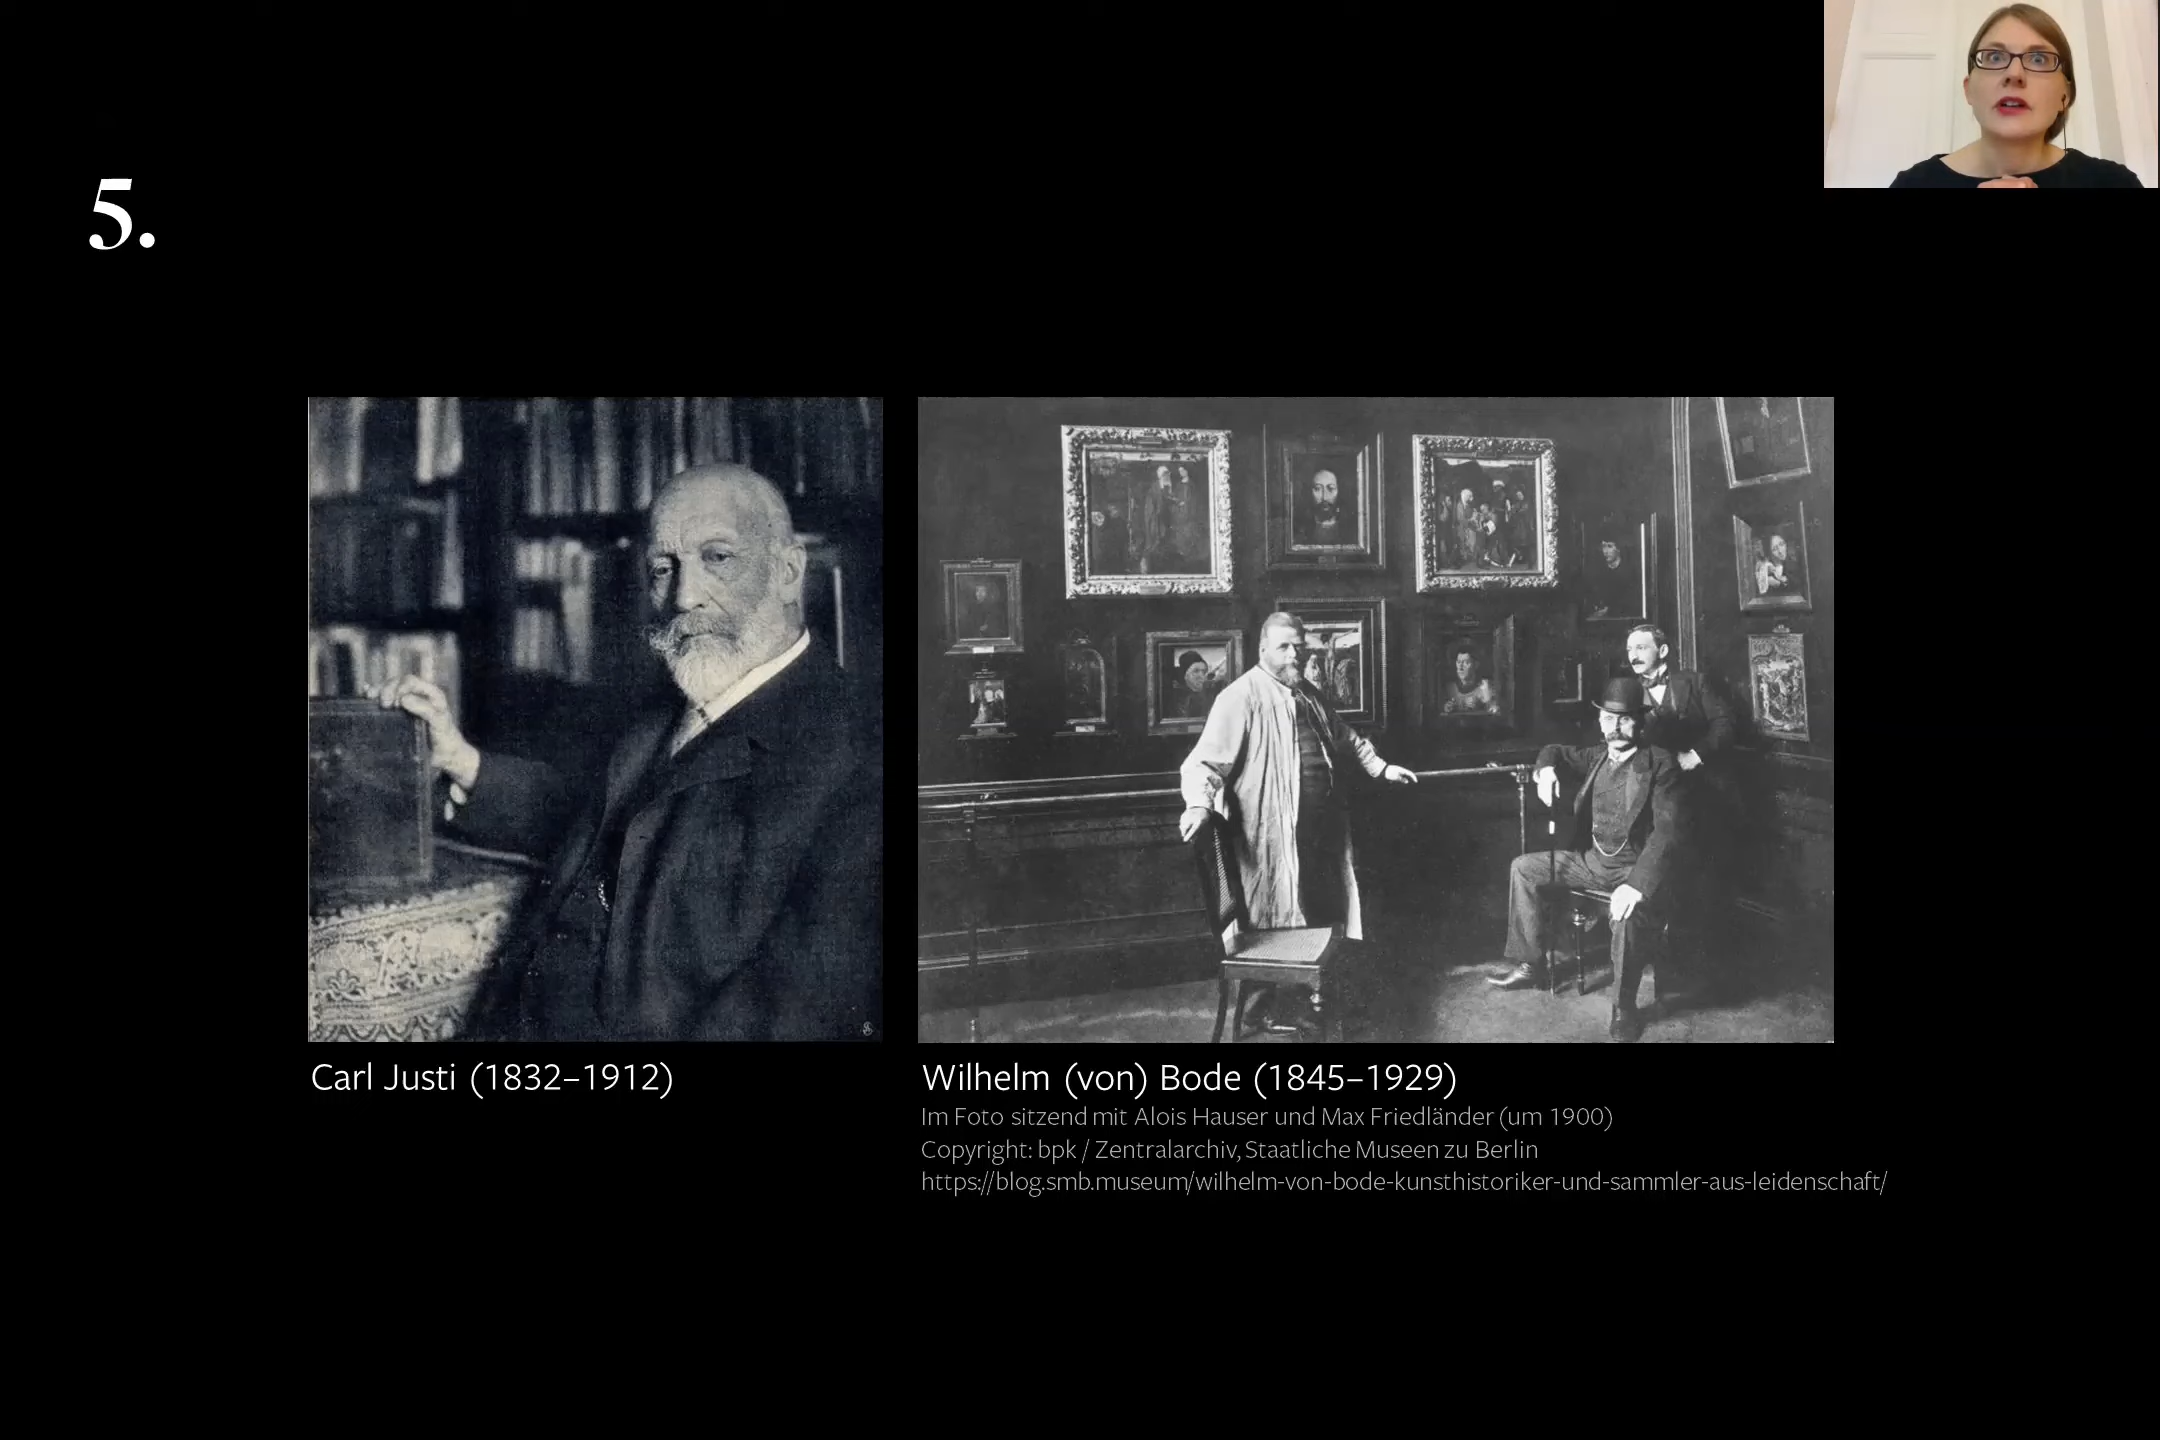 5.
Carl Justi (1832–1912)
Wilhelm (von) Bode (1845–1929)
Im Foto sitzend mit Alois Hauser und Max Friedländer (um 1900)
Copyright: bpk / Zentralarchiv, Staatliche Museen zu Berlin
https://blog.smb.museum/wilhelm-von-bode-kunsthistoriker-und-sammler-aus-leidenschaft/